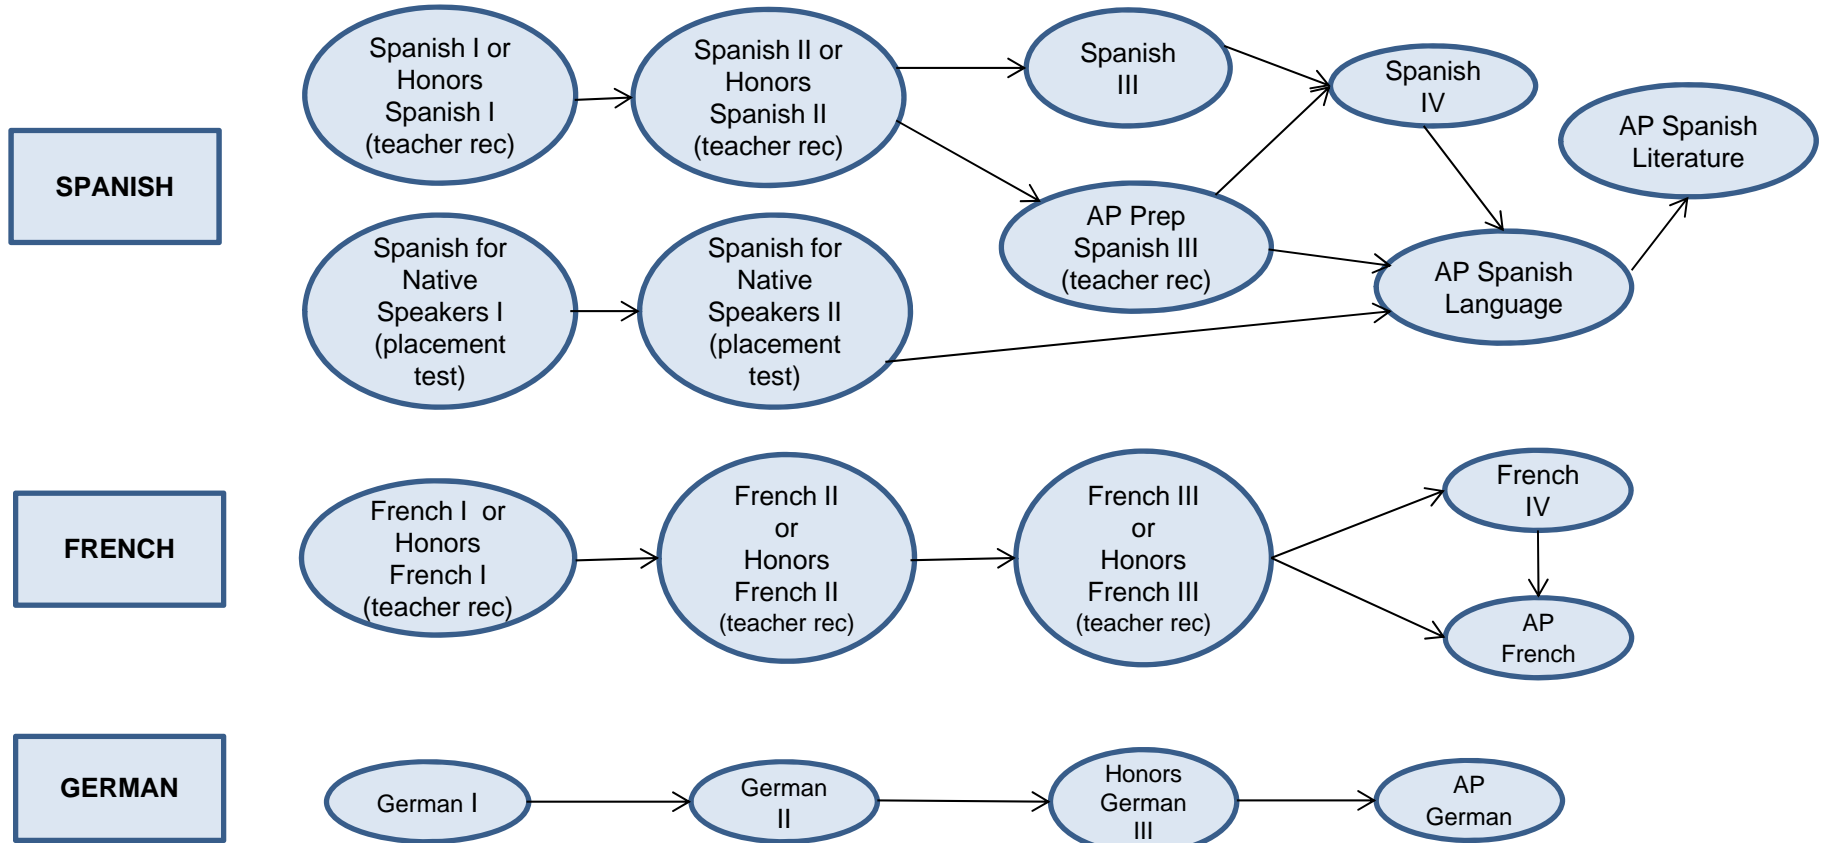 SPANISH
Spanish I or
Honors
Spanish I
(teacher rec)
Spanish II or
Honors
Spanish II
(teacher rec)
Spanish
III
Spanish
IV
AP Spanish
Literature
Spanish for
Native
Speakers I
(placement
test)
Spanish for
Native
Speakers II
(placement
test)
AP Prep
Spanish III
(teacher rec)
AP Spanish
Language
FRENCH
French I or
Honors
French I
(teacher rec)
French II
or
Honors
French II
(teacher rec)
French III
or
Honors
French III
(teacher rec)
French
IV
AP
French
GERMAN
German I
German
II
Honors
German
III
AP
German